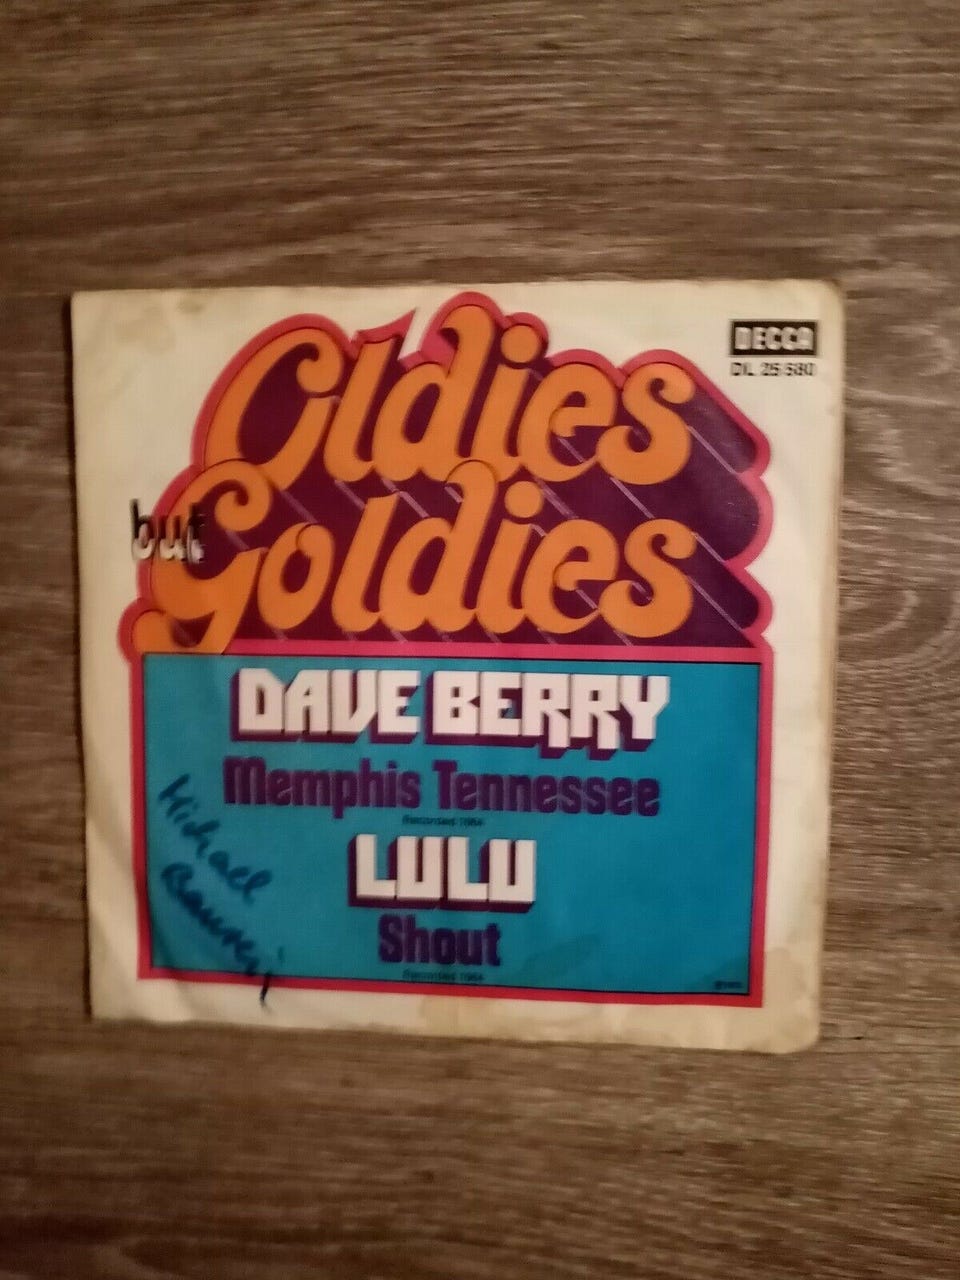 DECCA
DL 25 580
Oldies
but
Goldies
DAVE BERRY
Memphis Tennessee
Recorded 1964
LULU
Shout
Recorded 1964
Michael